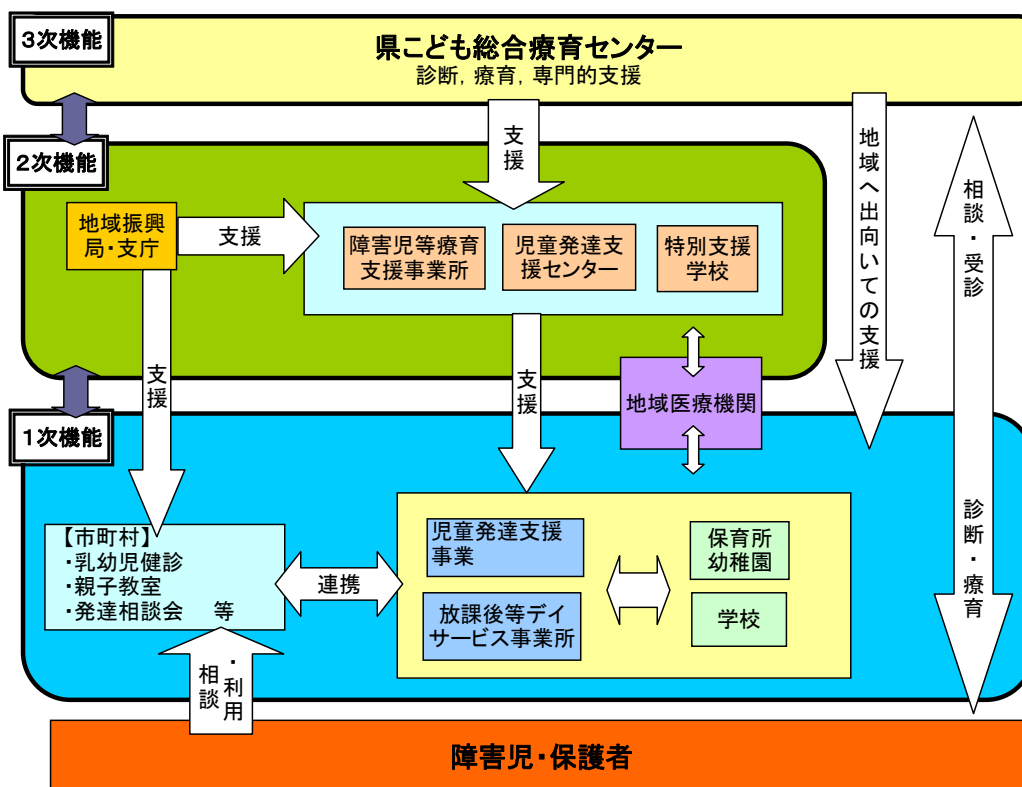 3次機能
県こども総合療育センター
診断，療育，専門的支援
2次機能
支援
地域振興
局・支庁
支援
障害児等療育
支援事業所
児童発達支
援センター
特別支援
学校
地域へ出向いての支援
相談・受診
支援
支援
地域医療機関
1次機能
【市町村】
・乳幼児健診
・親子教室
・発達相談会　等
連携
児童発達支援
事業
放課後等デイ
サービス事業所
保育所
幼稚園
学校
診断・療育
相談
・利用
障害児・保護者